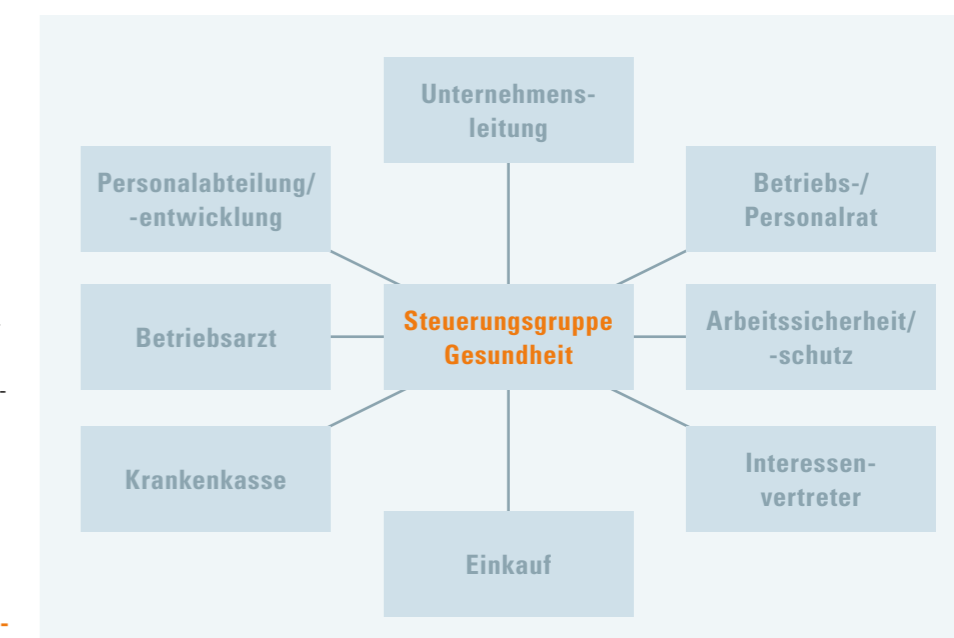 Unternehmens-
leitung
Personalabteilung/
-entwicklung
Betriebs-/
Personalrat
Betriebsarzt
Steuerungsgruppe
Gesundheit
Arbeitssicherheit/
-schutz
Krankenkasse
Interessen-
vertreter
Einkauf